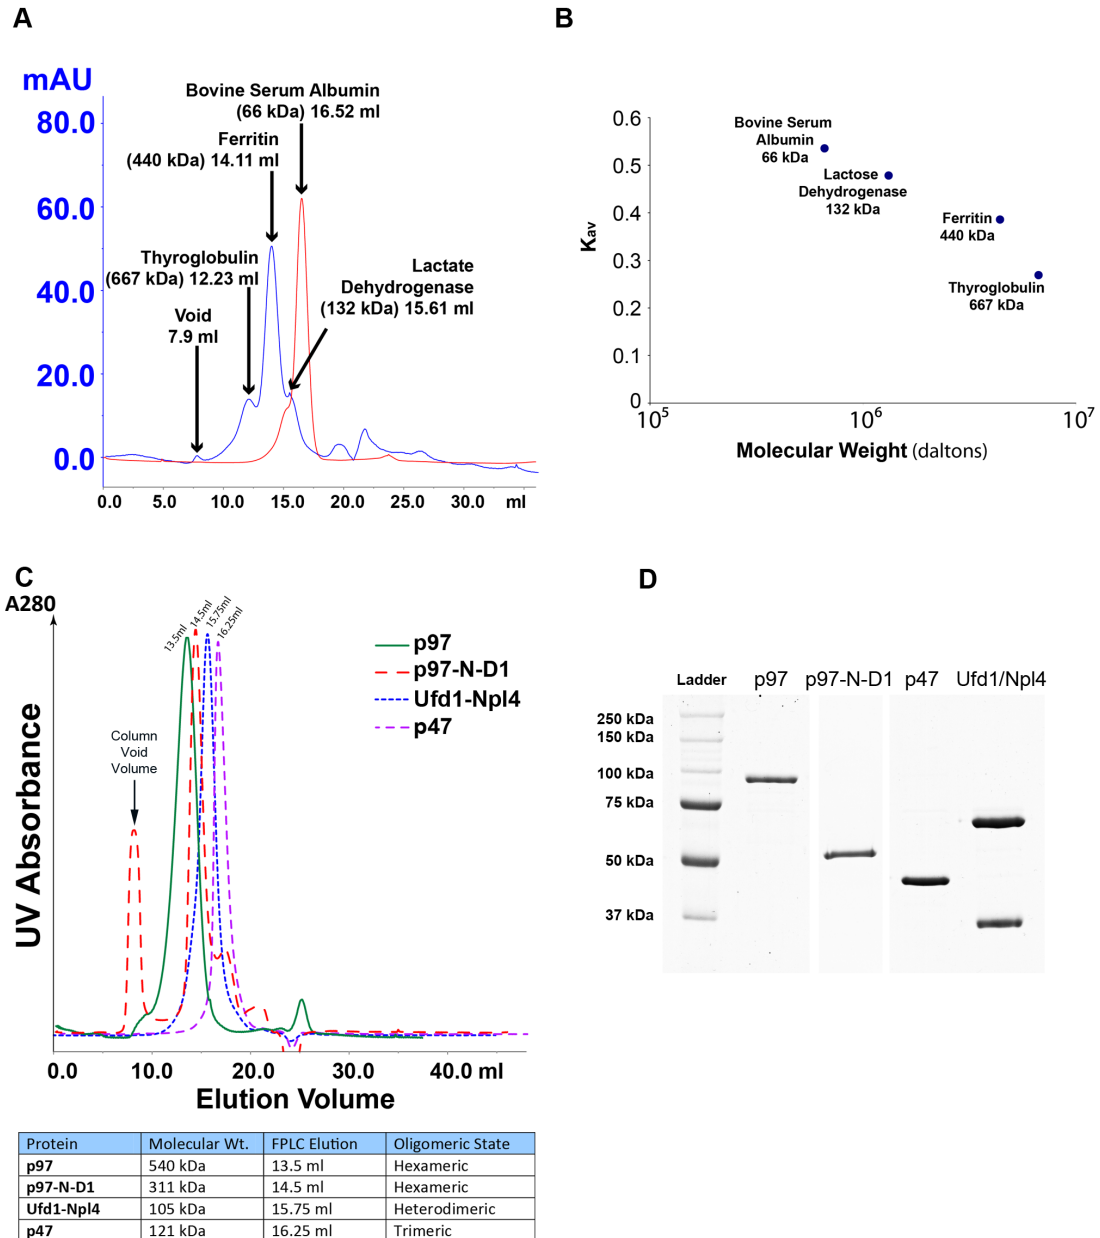 A
mAU
80.0
60.0
40.0
20.0
0.0
Bovine Serum Albumin
(66 kDa) 16.52 ml
Ferritin
(440 kDa) 14.11 ml
Thyroglobulin
(667 kDa) 12.23 ml
Void
7.9 ml
Lactate
Dehydrogenase
(132 kDa) 15.61 ml
0.0 5.0 10.0 15.0 20.0 25.0 30.0 ml
B
Kav
0.6
0.5
0.4
0.3
0.2
0.1
0
Bovine Serum
Albumin
66 kDa
Lactose
Dehydrogenase
132 kDa
Ferritin
440 kDa
Thyroglobulin
667 kDa
10^5 10^6 10^7
Molecular Weight (daltons)
C
A280
UV Absorbance
13.5ml
14.5ml
15.75ml
16.25ml
Column
Void
Volume
p97
p97-N-D1
Ufd1-Npl4
p47
0.0 10.0 20.0 30.0 40.0 ml
Elution Volume
Protein Molecular Wt. FPLC Elution Oligomeric State
p97 540 kDa 13.5 ml Hexameric
p97-N-D1 311 kDa 14.5 ml Hexameric
Ufd1-Npl4 105 kDa 15.75 ml Heterodimeric
p47 121 kDa 16.25 ml Trimeric
D
Ladder p97 p97-N-D1 p47 Ufd1/Npl4
250 kDa
150 kDa
100 kDa
75 kDa
50 kDa
37 kDa